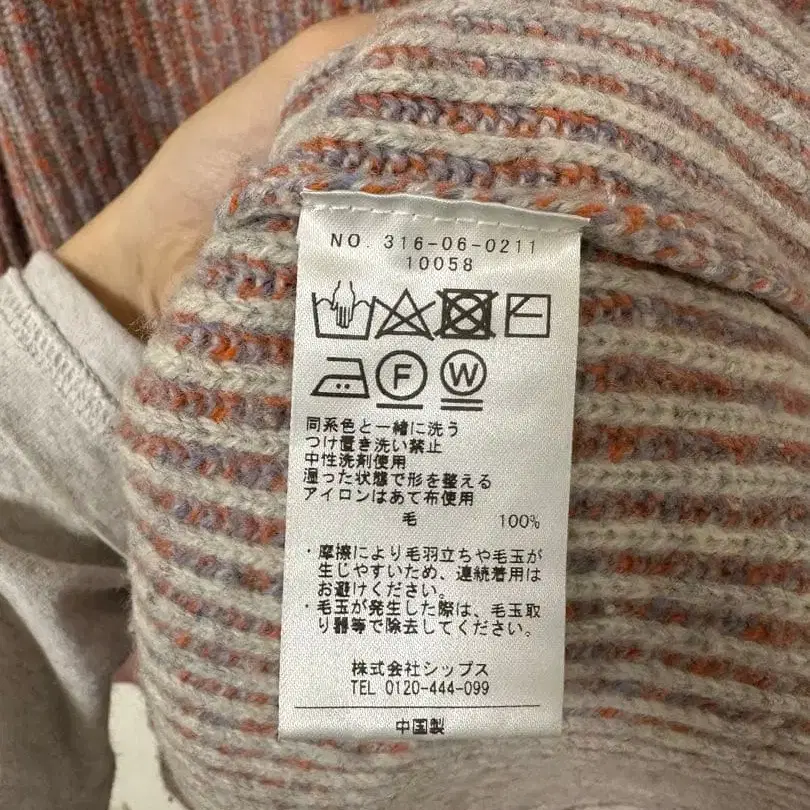 NO. 316-06-0211
10058
F W
同系色と一緒に洗う
つけ置き洗い禁止
中性洗剤使用
湿った状態で形を整える
アイロンはあて布使用
毛 100%
・摩擦により毛羽立ちや毛玉が
生じやすいため、連続着用は
お避けください。
・毛玉が発生した際は、毛玉取
り器等で除去してください。
株式会社シップス
TEL 0120-444-099
中国製